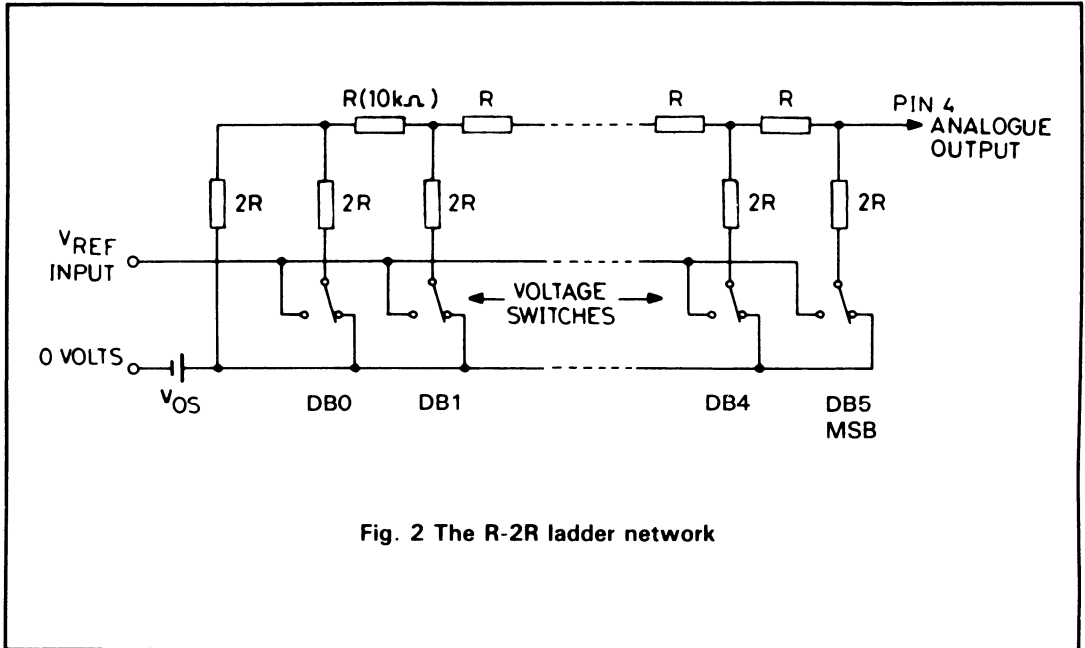 R(10kΩ)
R
R
R
PIN 4
ANALOGUE
OUTPUT
2R
2R
2R
2R
2R
VREF
INPUT
VOLTAGE
SWITCHES
0 VOLTS
VOS
DB0
DB1
DB4
DB5
MSB
Fig. 2 The R-2R ladder network